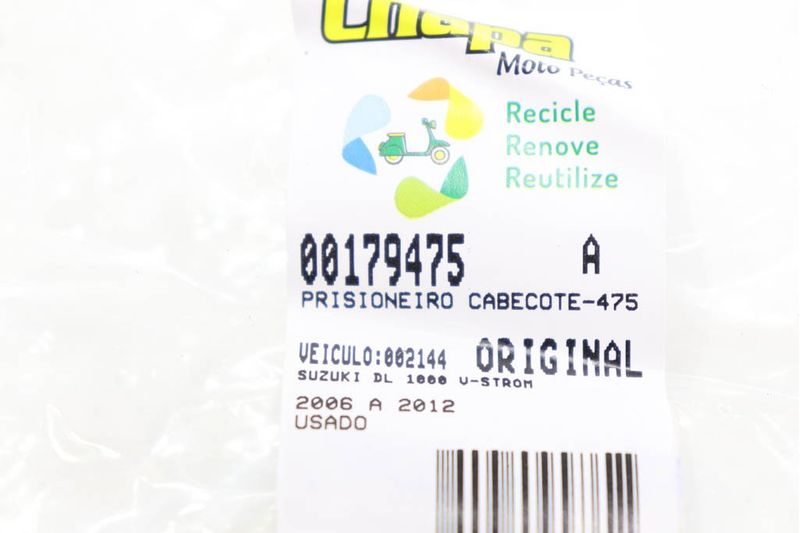 Chapa
Moto Peças
Recicle
Renove
Reutilize
00179475 A
PRISIONEIRO CABECOTE-475
VEICULO:002144 ORIGINAL
SUZUKI DL 1000 V-STROM
2006 A 2012
USADO